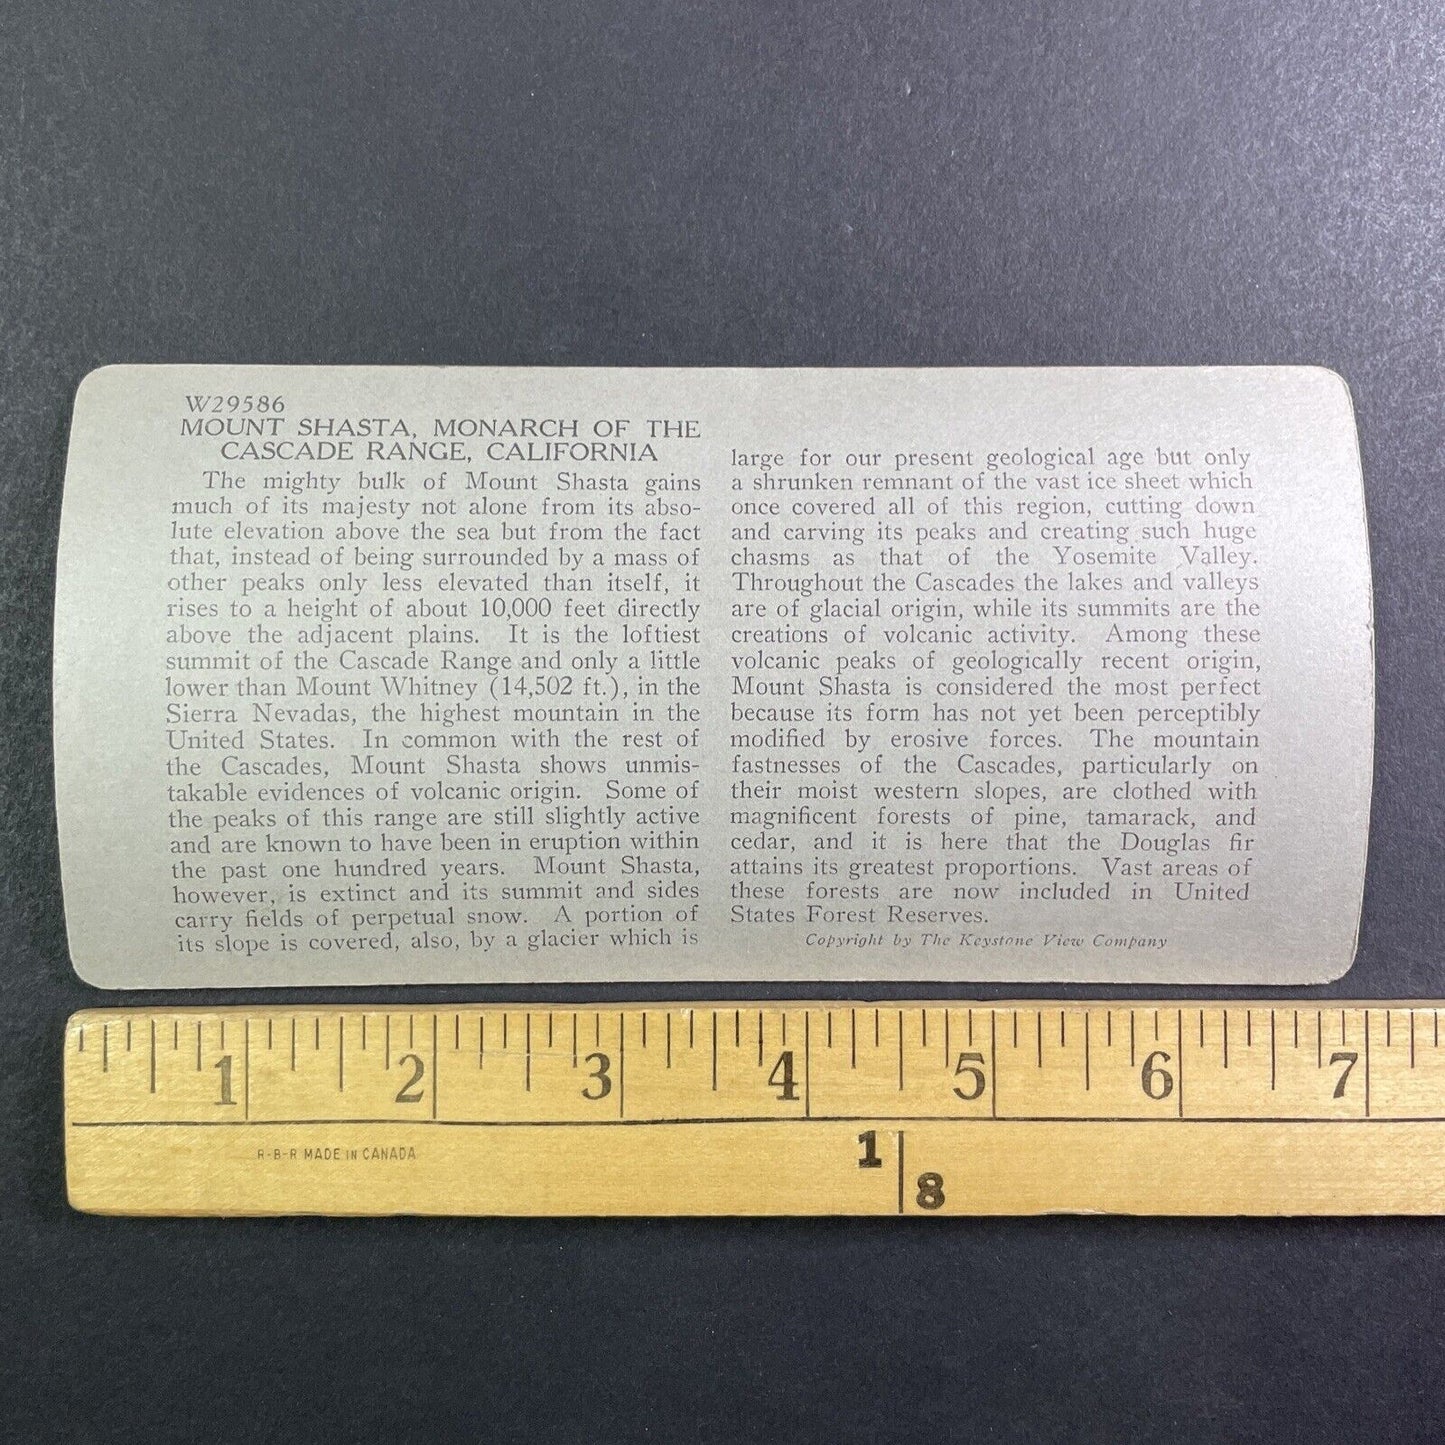 W29586
MOUNT SHASTA, MONARCH OF THE
CASCADE RANGE, CALIFORNIA
The mighty bulk of Mount Shasta gains
much of its majesty not alone from its abso-
lute elevation above the sea but from the fact
that, instead of being surrounded by a mass of
other peaks only less elevated than itself, it
rises to a height of about 10,000 feet directly
above the adjacent plains. It is the loftiest
summit of the Cascade Range and only a little
lower than Mount Whitney (14,502 ft.), in the
Sierra Nevadas, the highest mountain in the
United States. In common with the rest of
the Cascades, Mount Shasta shows unmis-
takable evidences of volcanic origin. Some of
the peaks of this range are still slightly active
and are known to have been in eruption within
the past one hundred years. Mount Shasta,
however, is extinct and its summit and sides
carry fields of perpetual snow. A portion of
its slope is covered, also, by a glacier which is
large for our present geological age but only
a shrunken remnant of the vast ice sheet which
once covered all of this region, cutting down
and carving its peaks and creating such huge
chasms as that of the Yosemite Valley.
Throughout the Cascades the lakes and valleys
are of glacial origin, while its summits are the
creations of volcanic activity. Among these
volcanic peaks of geologically recent origin,
Mount Shasta is considered the most perfect
because its form has not yet been perceptibly
modified by erosive forces. The mountain
fastnesses of the Cascades, particularly on
their moist western slopes, are clothed with
magnificent forests of pine, tamarack, and
cedar, and it is here that the Douglas fir
attains its greatest proportions. Vast areas of
these forests are now included in United
States Forest Reserves.
Copyright by The Keystone View Company
1 2 3 4 5 6 7
R-B-R MADE IN CANADA
1
8